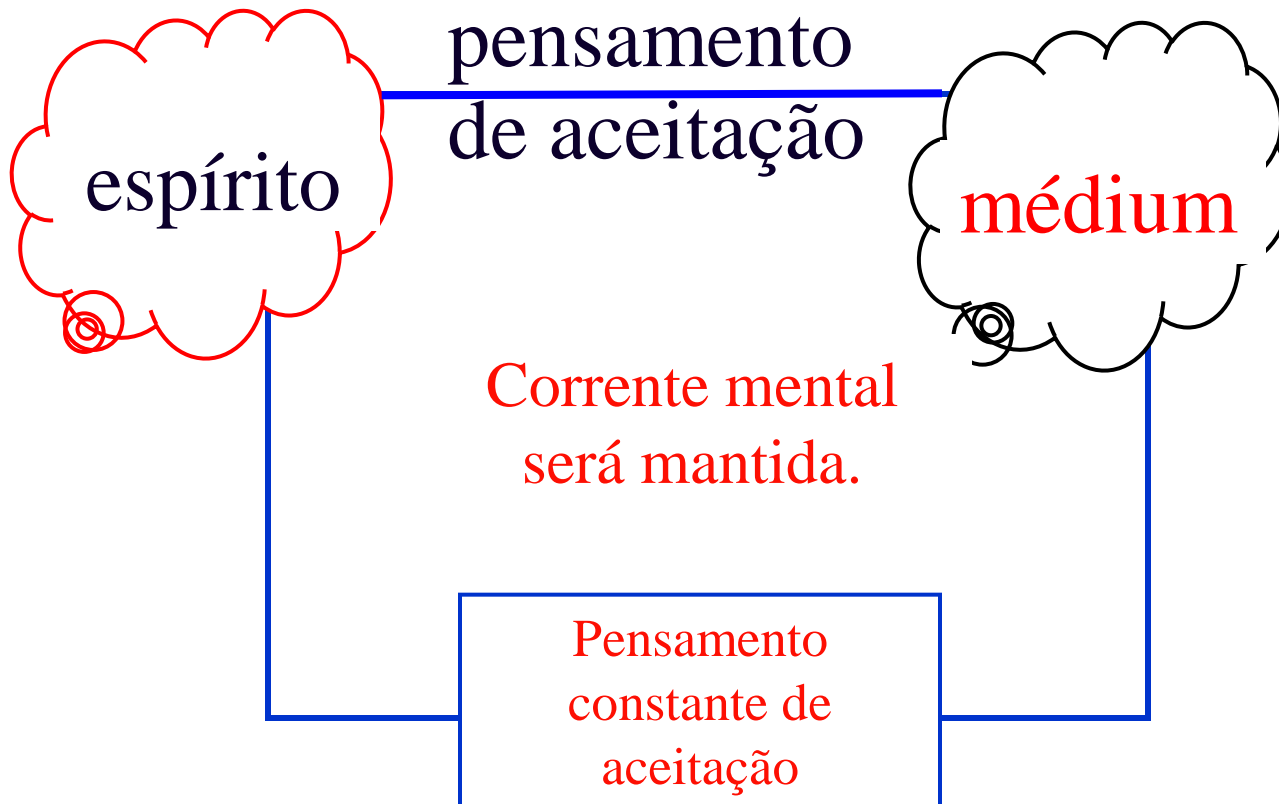 pensamento
de aceitação
espírito
médium
Corrente mental
será mantida.
Pensamento
constante de
aceitação